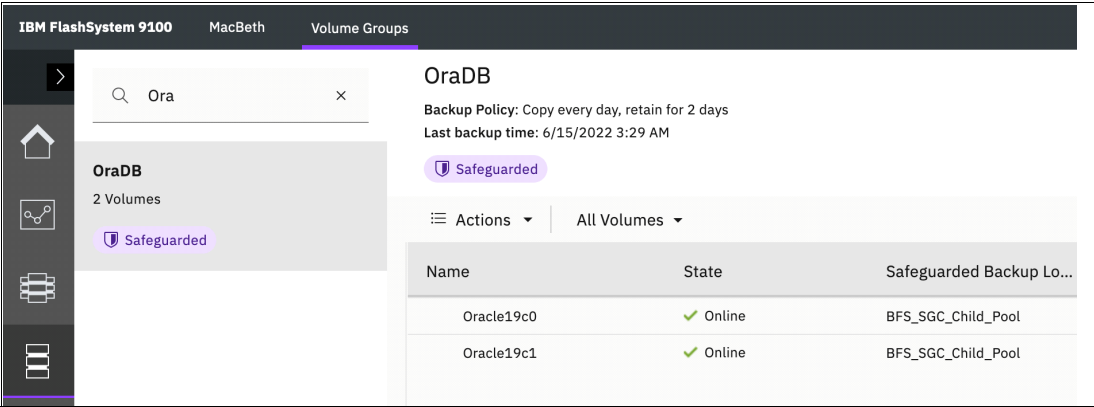 IBM FlashSystem 9100 MacBeth Volume Groups
Ora
OraDB
2 Volumes
Safeguarded
OraDB
Backup Policy: Copy every day, retain for 2 days
Last backup time: 6/15/2022 3:29 AM
Safeguarded
Actions All Volumes
Name State Safeguarded Backup Lo...
Oracle19c0 Online BFS_SGC_Child_Pool
Oracle19c1 Online BFS_SGC_Child_Pool